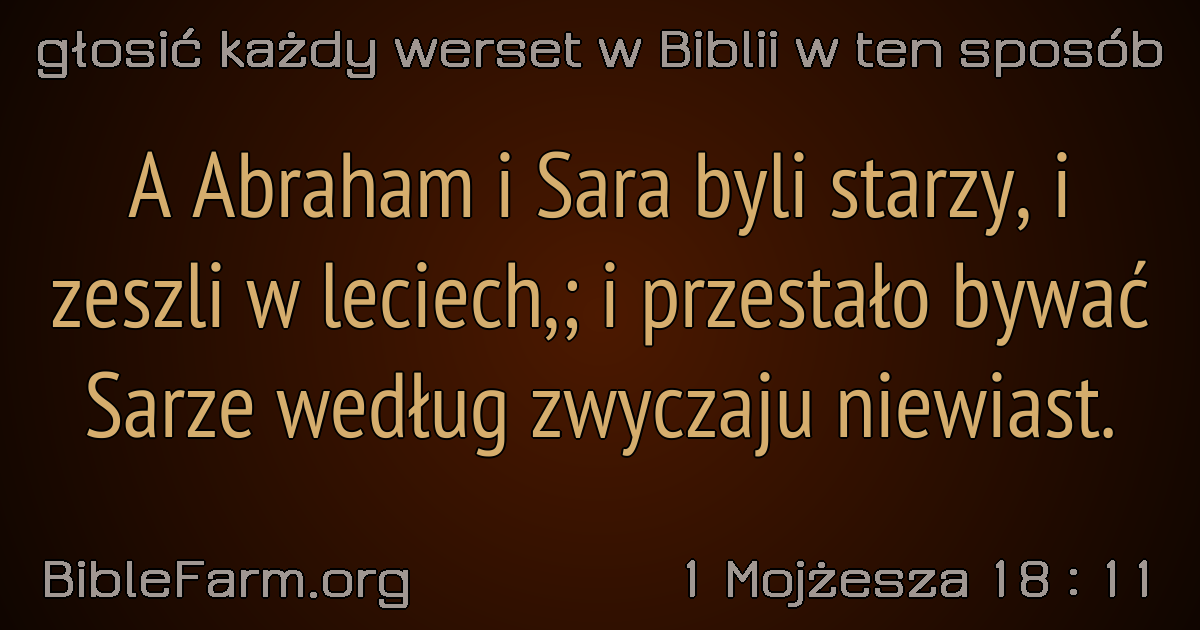 głosić każdy werset w Biblii w ten sposób
A Abraham i Sara byli starzy, i
zeszli w leciech,; i przestało bywać
Sarze według zwyczaju niewiast.
BibleFarm.org
1 Mojżesza 18 : 11